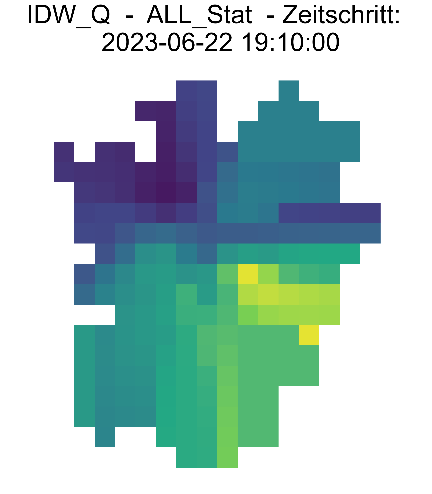 IDW_Q - ALL_Stat - Zeitschritt:
2023-06-22 19:10:00